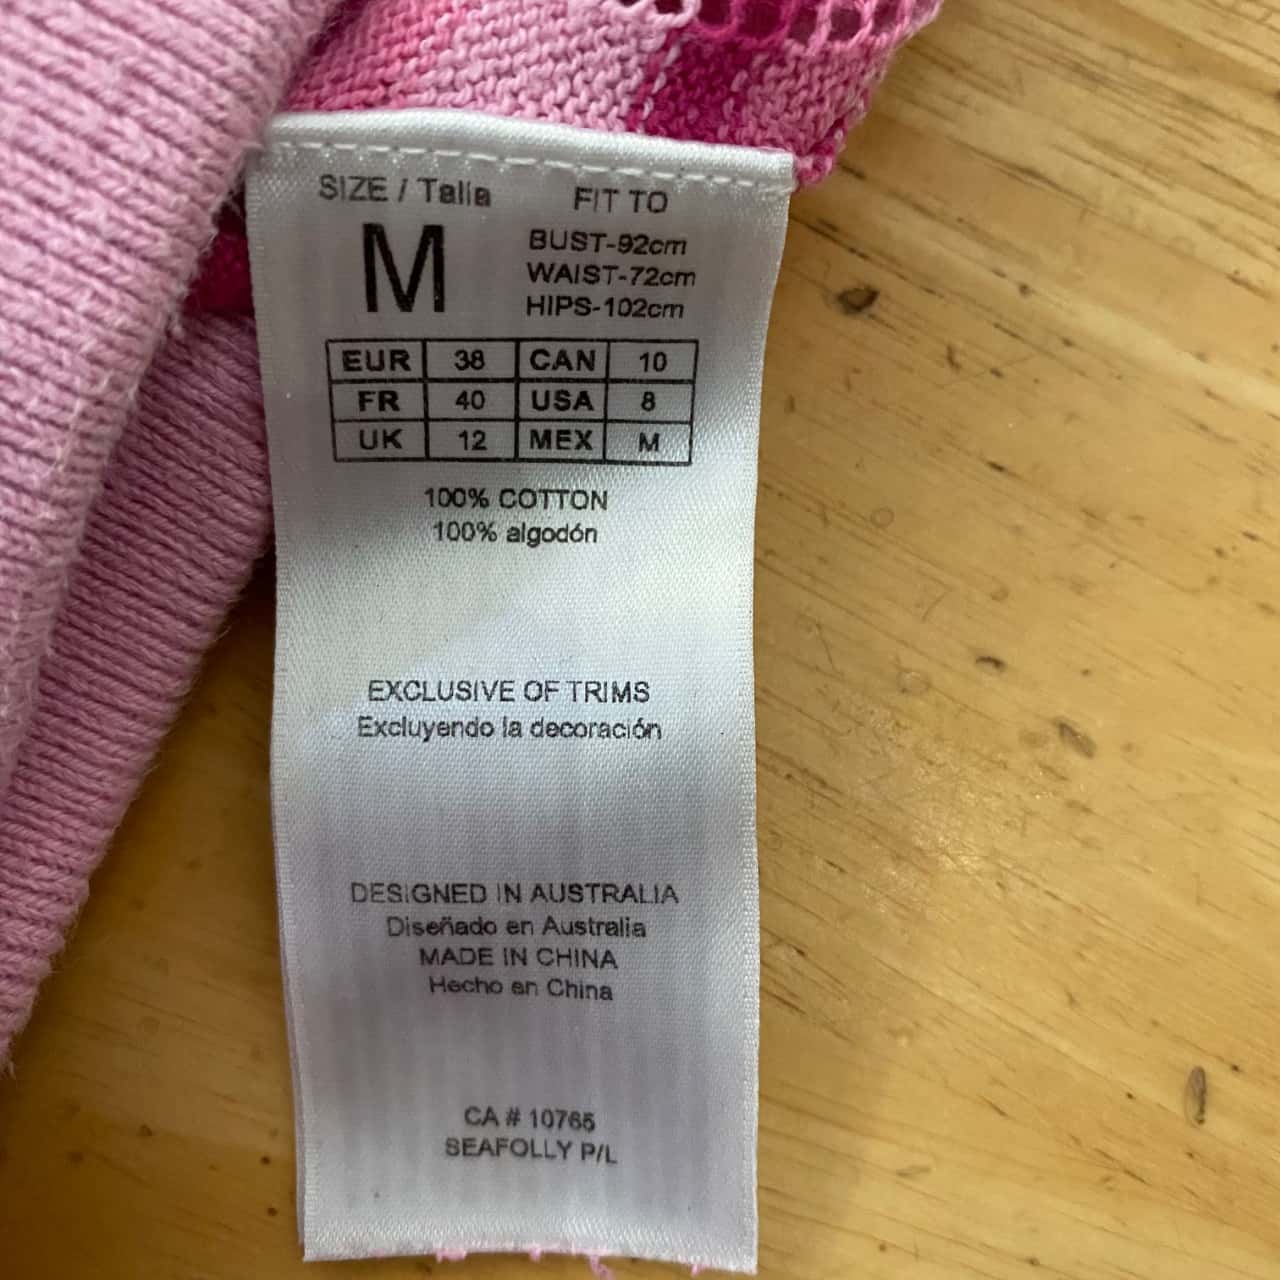 SIZE / Talla FIT TO
M BUST-92cm
WAIST-72cm
HIPS-102cm
EUR 38 CAN 10
FR 40 USA 8
UK 12 MEX M
100% COTTON
100% algodón
EXCLUSIVE OF TRIMS
Excluyendo la decoración
DESIGNED IN AUSTRALIA
Diseñado en Australia
MADE IN CHINA
Hecho en China
CA # 10765
SEAFOLLY P/L